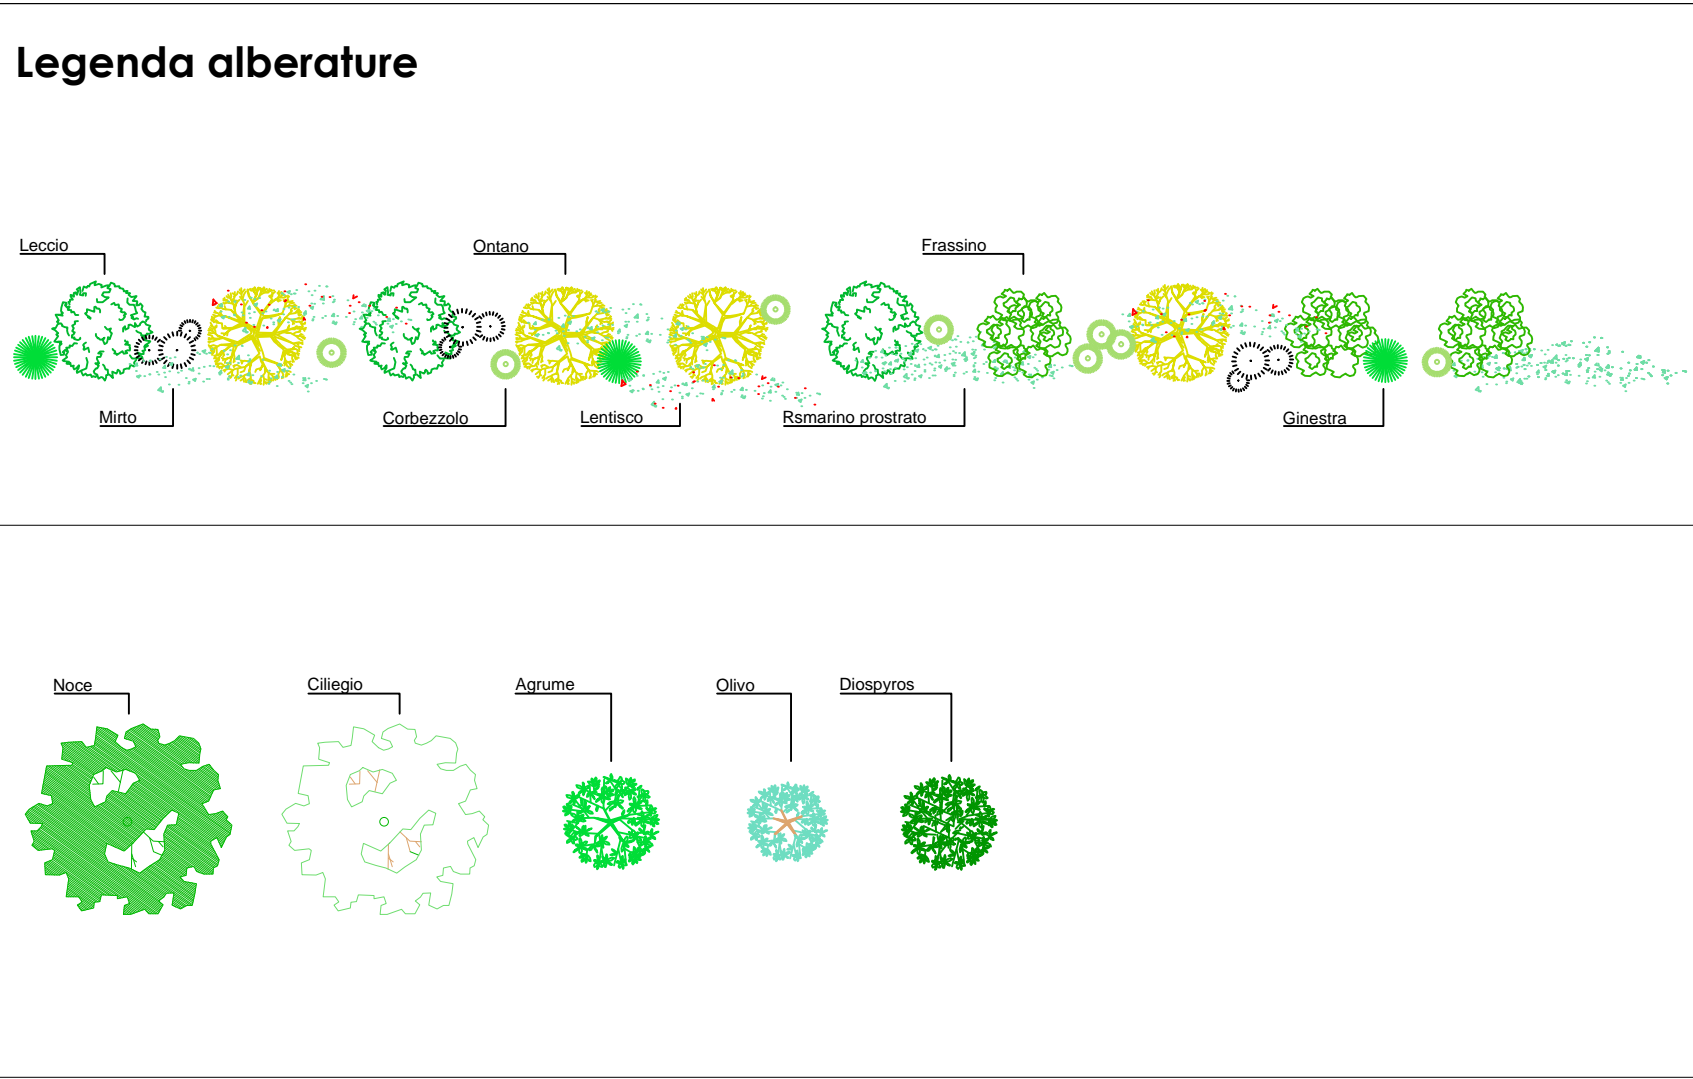 Legenda alberature
Leccio
Ontano
Frassino
Mirto
Corbezzolo
Lentisco
Rsmarino prostrato
Ginestra
Noce
Ciliegio
Agrume
Olivo
Diospyros